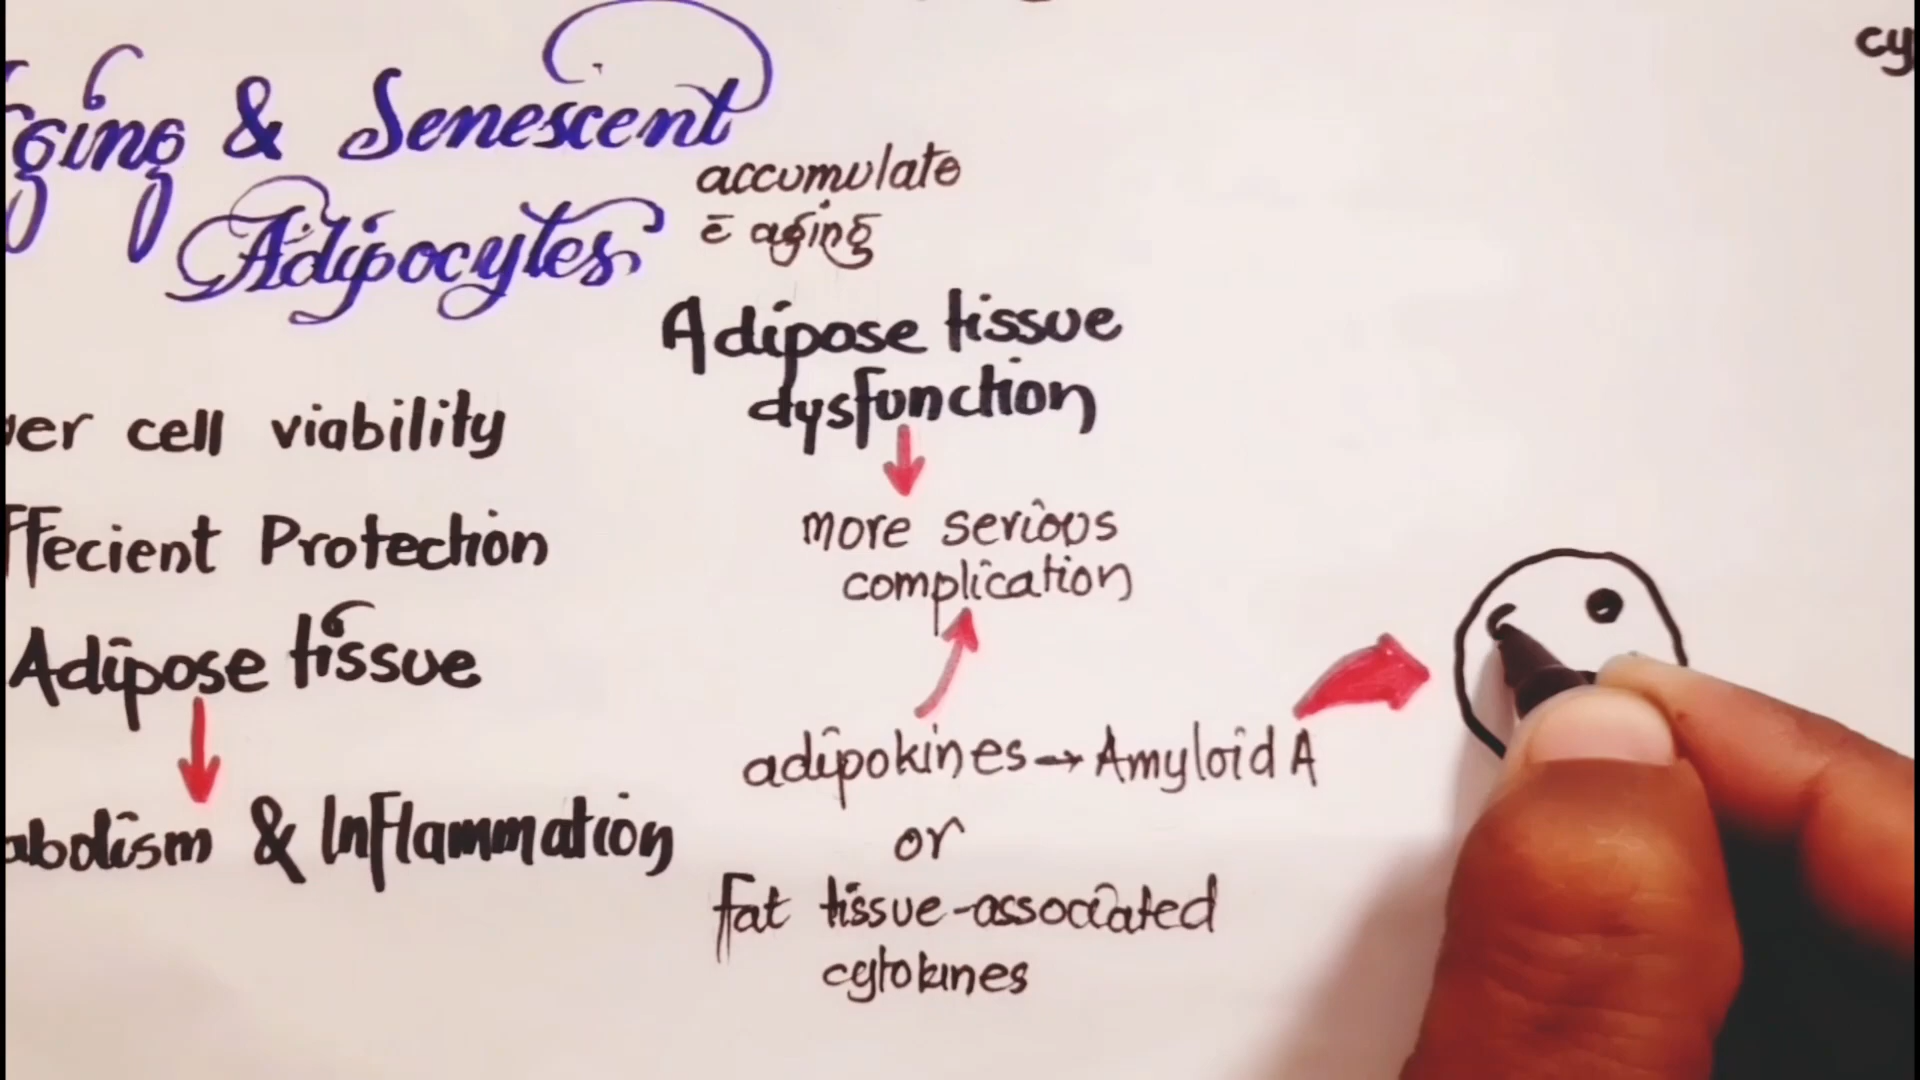 ging & Senescent
Adipocytes
accumulate
c̄ aging
cy
Adipose tissue
dysfunction
er cell viability
ffecient Protection
Adipose tissue
abolism & Inflammation
more serious
complication
adipokines → Amyloid A
or
fat tissue-associated
cytokines